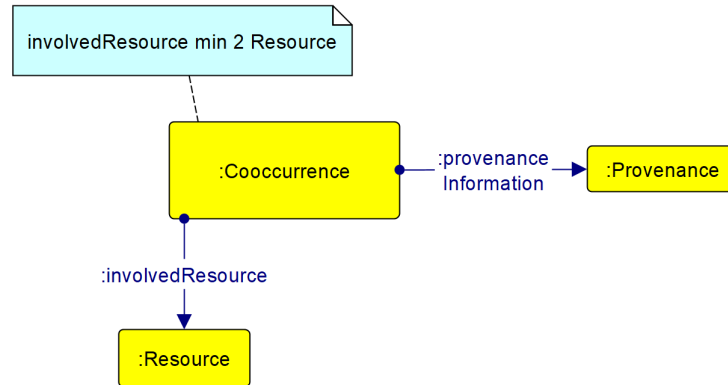 involvedResource min 2 Resource
:Cooccurrence
:provenance
Information
:Provenance
:involvedResource
:Resource